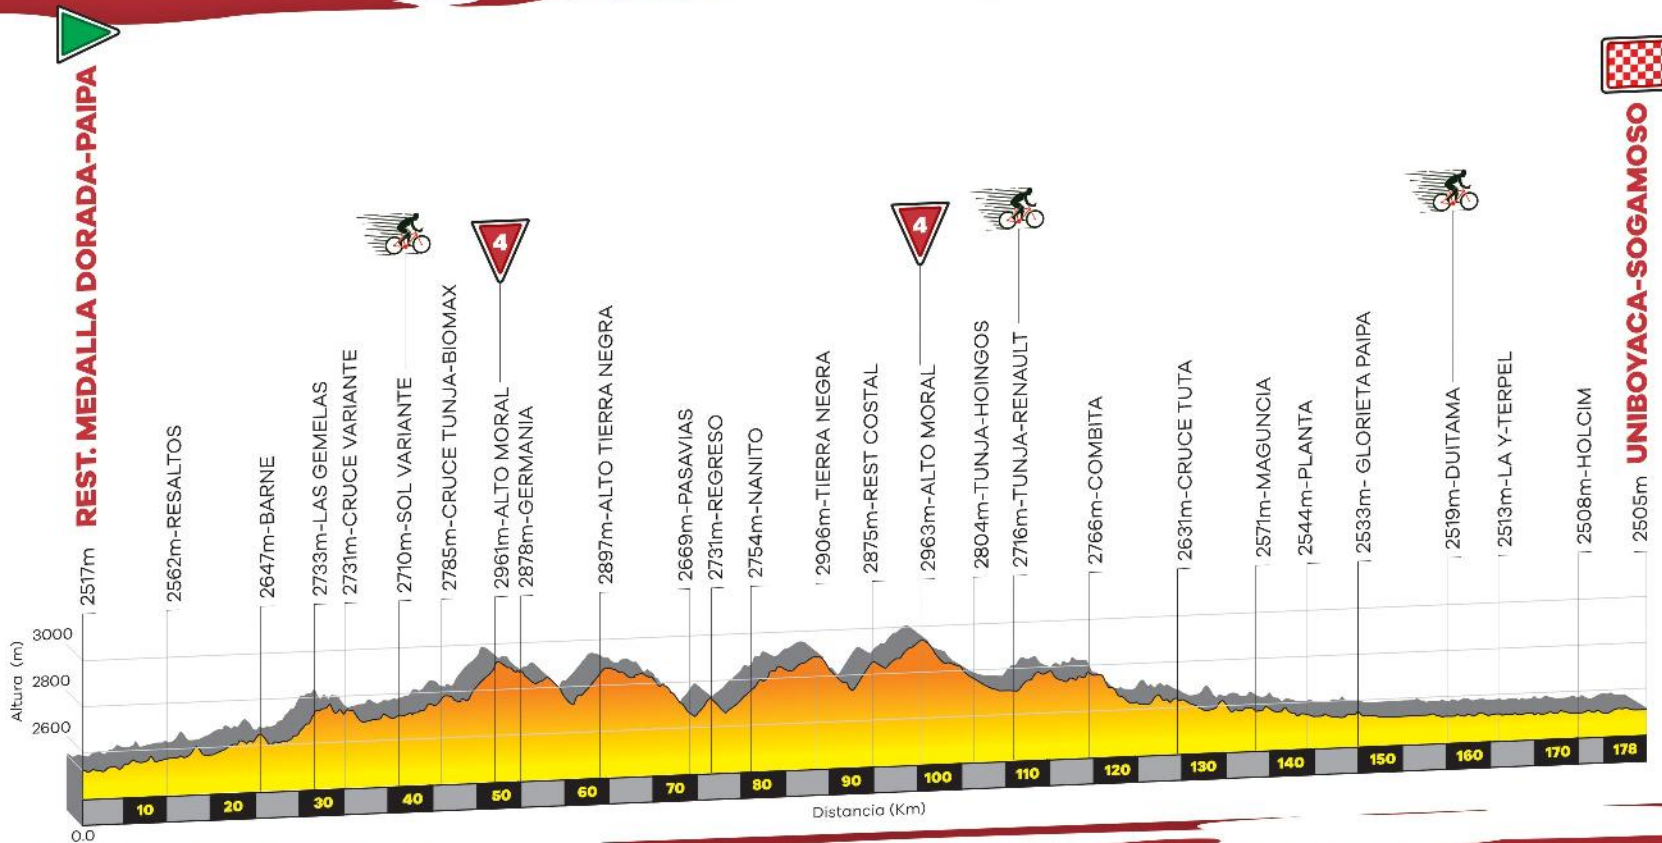 REST. MEDALLA DORADA-PAIPA
2517m
2562m-RESALTOS
2647m-BARNE
2733m-LAS GEMELAS
2731m-CRUCE VARIANTE
2710m-SOL VARIANTE
2785m-CRUCE TUNJA-BIOMAX
4
2961m-ALTO MORAL
2878m-GERMANIA
2897m-ALTO TIERRA NEGRA
2669m-PASAVIAS
2731m-REGRESO
2754m-NANITO
2906m-TIERRA NEGRA
2875m-REST COSTAL
4
2963m-ALTO MORAL
2804m-TUNJA-HOINGOS
2716m-TUNJA-RENAULT
2766m-COMBITA
2631m-CRUCE TUTA
2571m-MAGUNCIA
2544m-PLANTA
2533m- GLORIETA PAIPA
2519m-DUITAMA
2513m-LA Y-TERPEL
2508m-HOLCIM
2505m
UNIBOYACA-SOGAMOSO
Altura (m)
3000
2800
2600
0.0
10
20
30
40
50
60
70
80
90
100
110
120
130
140
150
160
170
178
Distancia (Km)